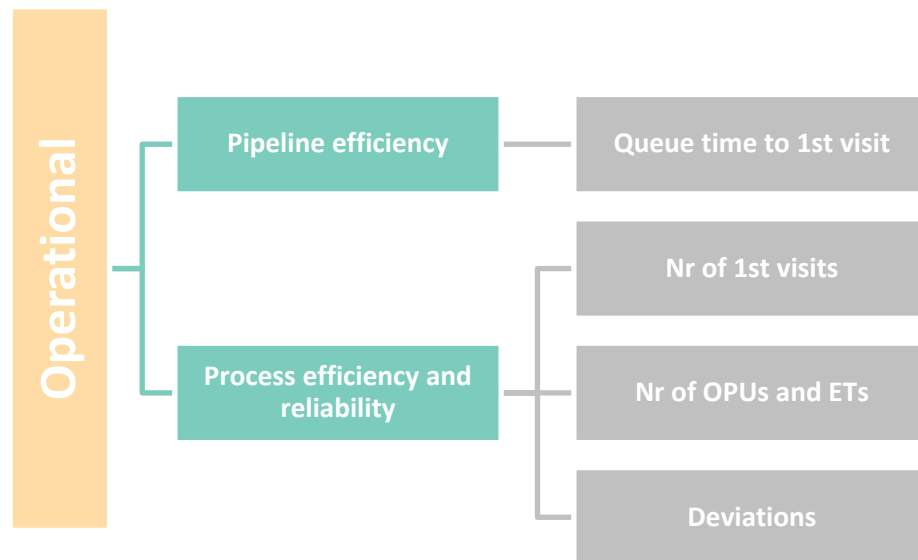 Operational
Pipeline efficiency
Queue time to 1st visit
Nr of 1st visits
Process efficiency and
reliability
Nr of OPUs and ETs
Deviations